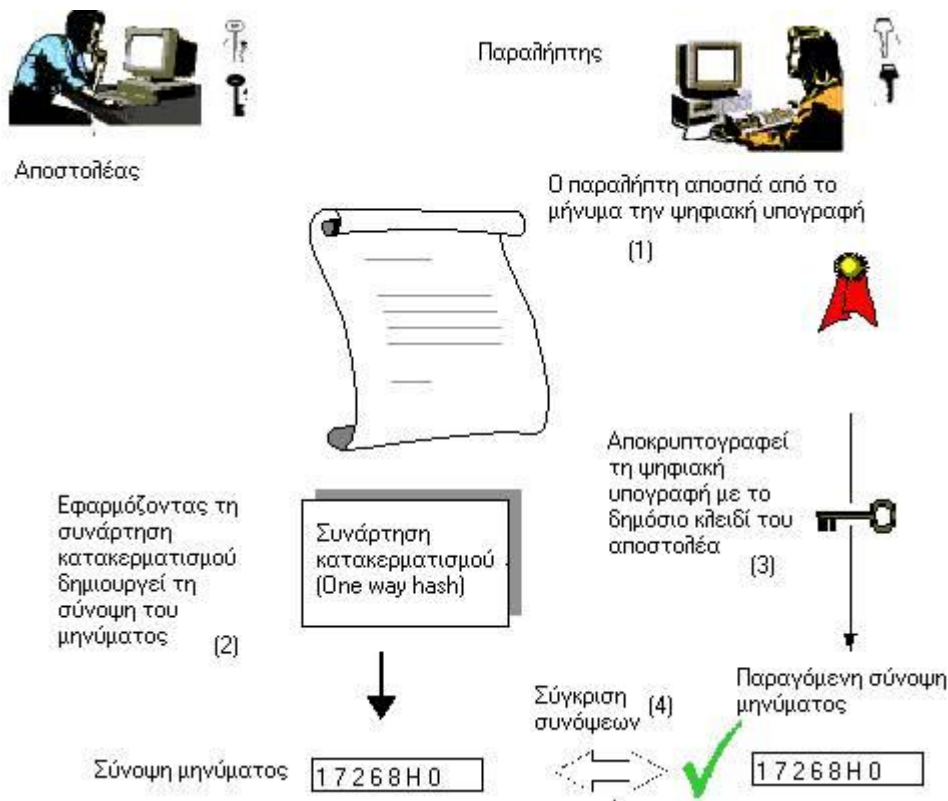 Αποστολέας
Παραλήπτης
Ο παραλήπτη αποσπά από το
μήνυμα την ψηφιακή υπογραφή
(1)
Εφαρμόζοντας τη
συνάρτηση
κατακερματισμού
δημιουργεί τη
σύνοψη του
μηνύματος (2)
Συνάρτηση
κατακερματισμού
(One way hash)
Αποκρυπτογραφεί
τη ψηφιακή
υπογραφή με το
δημόσιο κλειδί του
αποστολέα
(3)
Σύνοψη μηνύματος
17268H0
Σύγκριση
συνόψεων (4)
Παραγόμενη σύνοψη
μηνύματος
17268H0